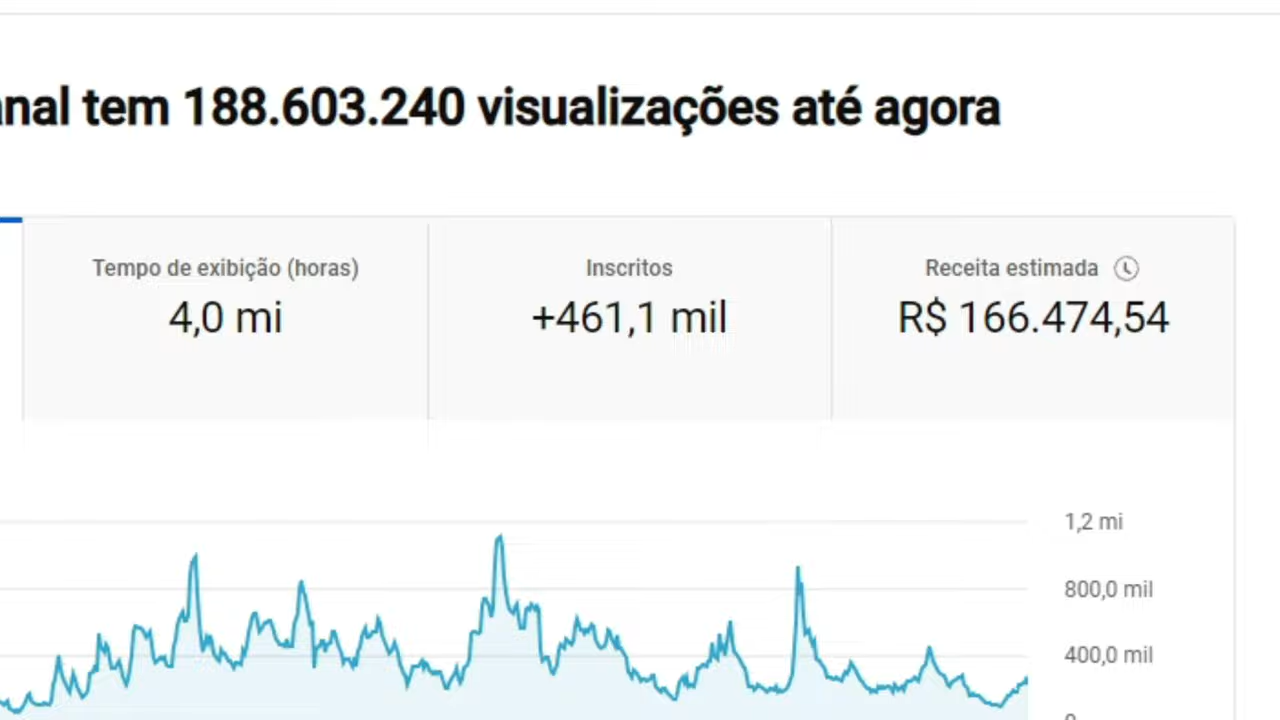 anal tem 188.603.240 visualizações até agora
Tempo de exibição (horas)
4,0 mi
Inscritos
+461,1 mil
Receita estimada
R$ 166.474,54
1,2 mi
800,0 mil
400,0 mil
0